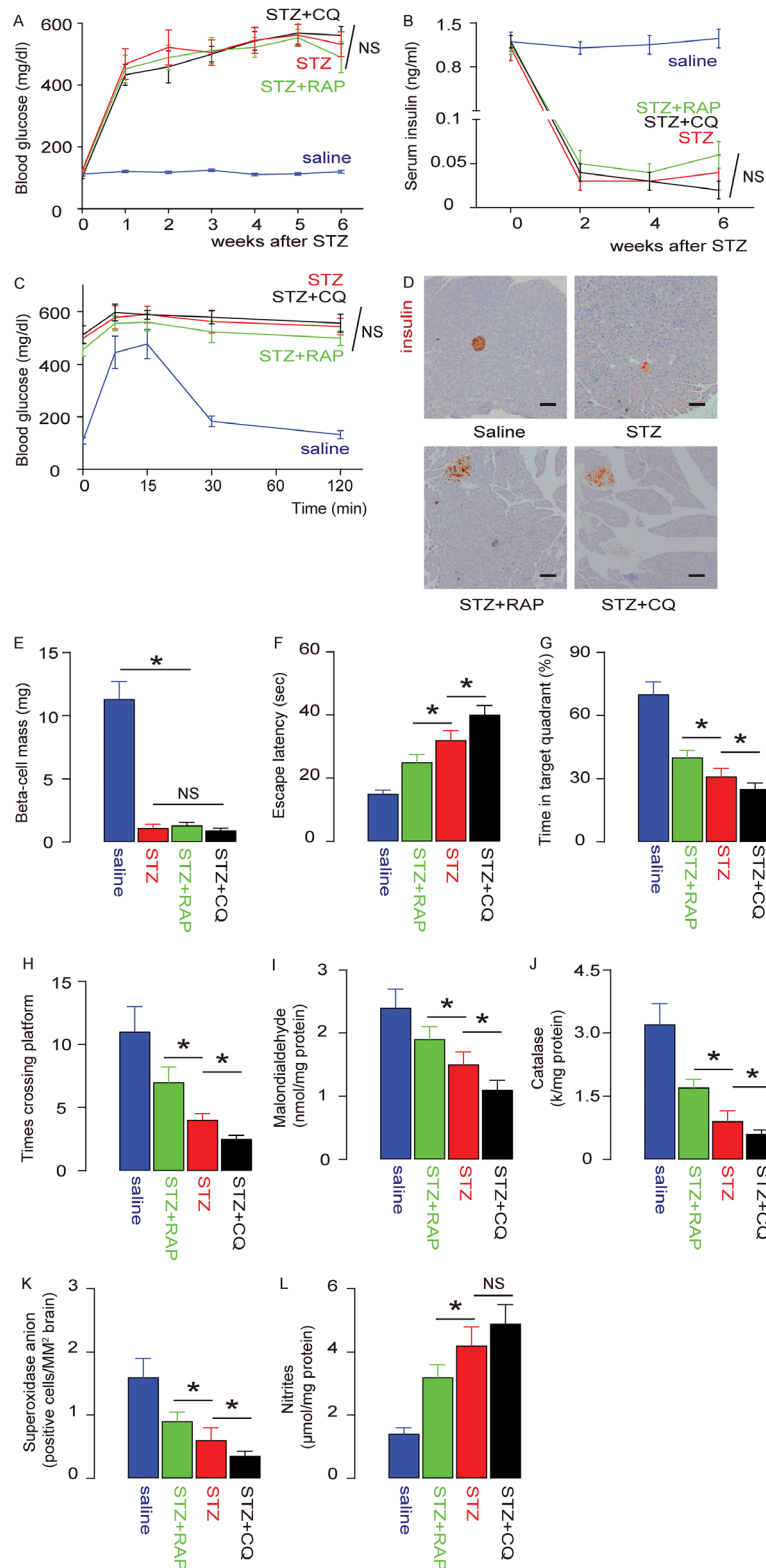 A
Blood glucose (mg/dl)
600
400
200
0
0 1 2 3 4 5 6
weeks after STZ
STZ+CQ
STZ
STZ+RAP
NS
saline
B
Serum insulin (ng/ml)
1.5
0.8
0.1
0.05
0
0 2 4 6
weeks after STZ
saline
STZ+RAP
STZ+CQ
STZ
NS
C
Blood glucose (mg/dl)
600
400
200
0
0 15 30 60 120
Time (min)
STZ
STZ+CQ
STZ+RAP
NS
saline
D
insulin
Saline
STZ
STZ+RAP
STZ+CQ
E
Beta-cell mass (mg)
15
10
5
0
*
NS
saline
STZ
STZ+RAP
STZ+CQ
F
Escape latency (sec)
60
40
20
0
*
*
saline
STZ+RAP
STZ
STZ+CQ
G
Time in target quadrant (%)
90
60
30
0
*
*
saline
STZ+RAP
STZ
STZ+CQ
H
Times crossing platform
15
10
5
0
*
*
saline
STZ+RAP
STZ
STZ+CQ
I
Malondialdehyde
(nmol/mg protein)
3
2
1
0
*
*
saline
STZ+RAP
STZ
STZ+CQ
J
Catalase
(k/mg protein)
4.5
3.0
1.5
0
*
*
saline
STZ+RAP
STZ
STZ+CQ
K
Superoxidase anion
(positive cells/MM² brain)
3
2
1
0
*
*
saline
STZ+RAP
STZ
STZ+CQ
L
Nitrites
(μmol/mg protein)
6
4
2
0
*
NS
saline
STZ+RAP
STZ
STZ+CQ